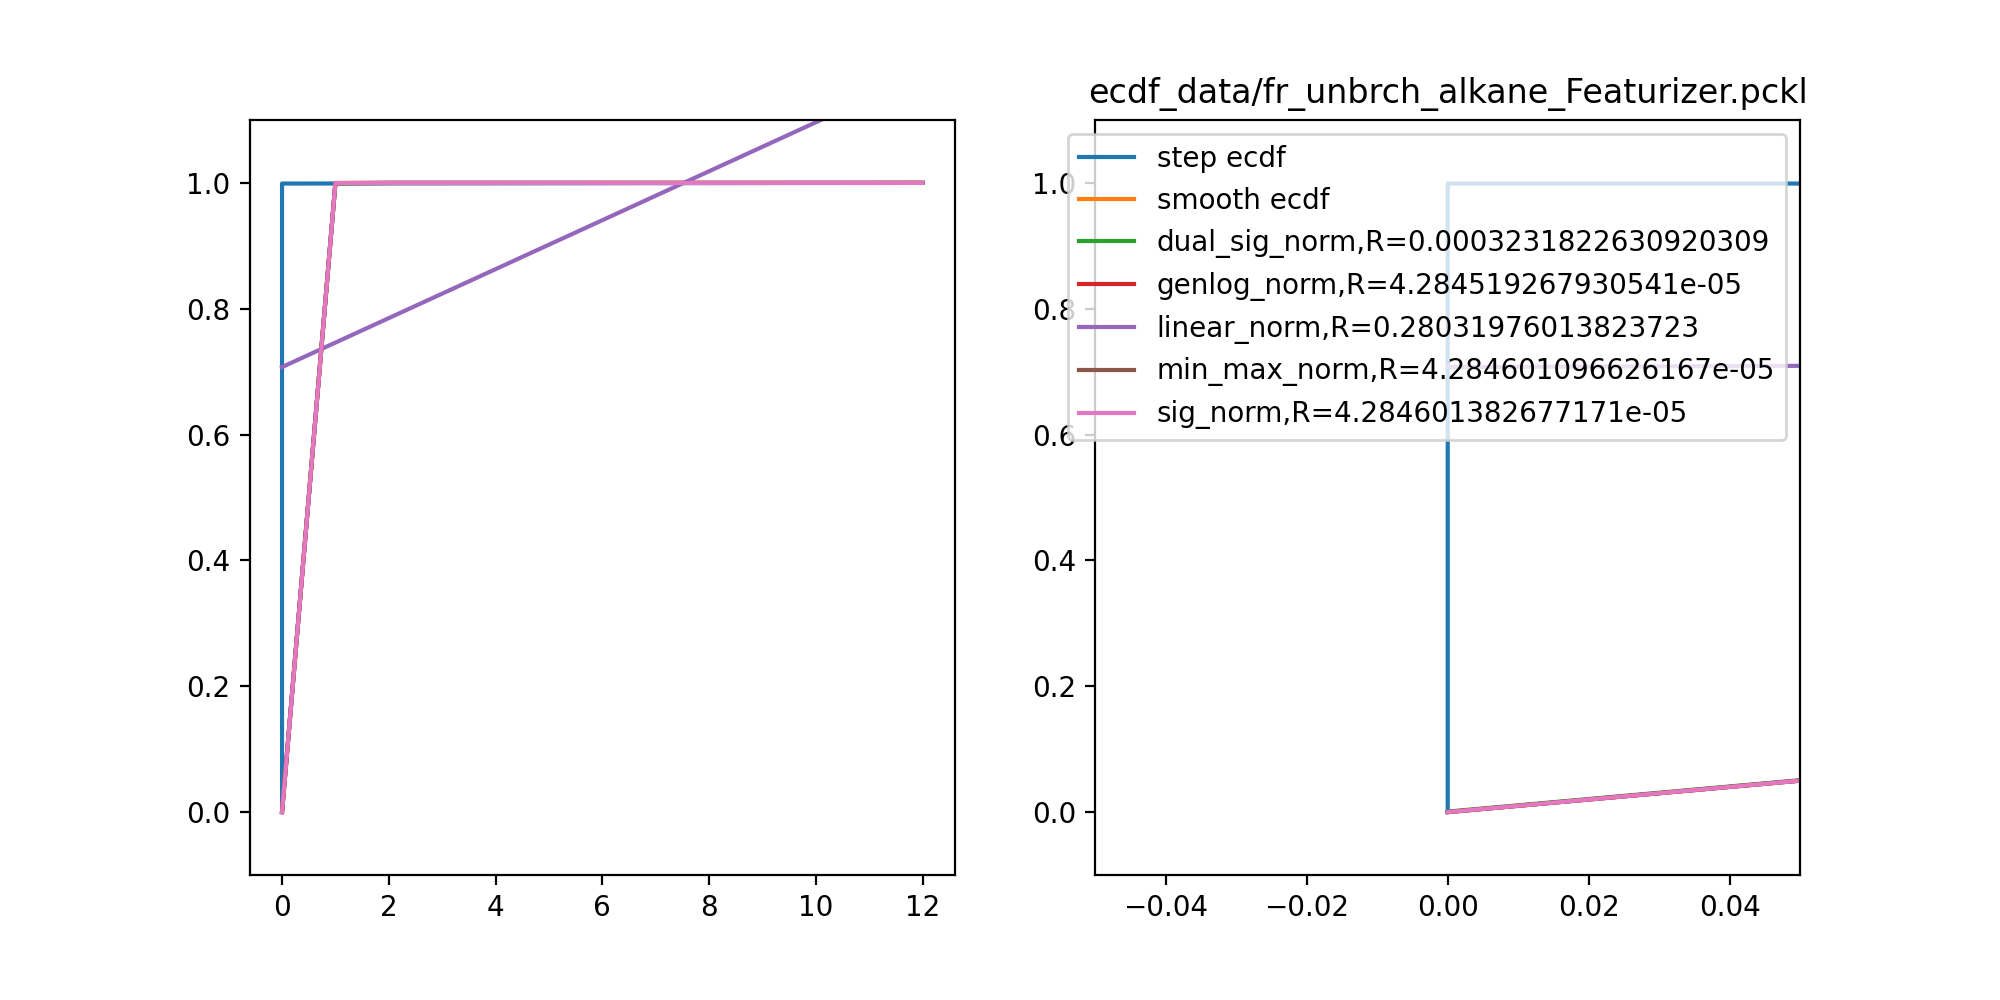 ecdf_data/fr_unbrch_alkane_Featurizer.pckl
1.0
0.8
0.6
0.4
0.2
0.0
0 2 4 6 8 10 12
1.0
0.8
0.6
0.4
0.2
0.0
−0.04 −0.02 0.00 0.02 0.04
step ecdf
smooth ecdf
dual_sig_norm,R=0.0003231822630920309
genlog_norm,R=4.284519267930541e-05
linear_norm,R=0.28031976013823723
min_max_norm,R=4.284601096626167e-05
sig_norm,R=4.284601382677171e-05